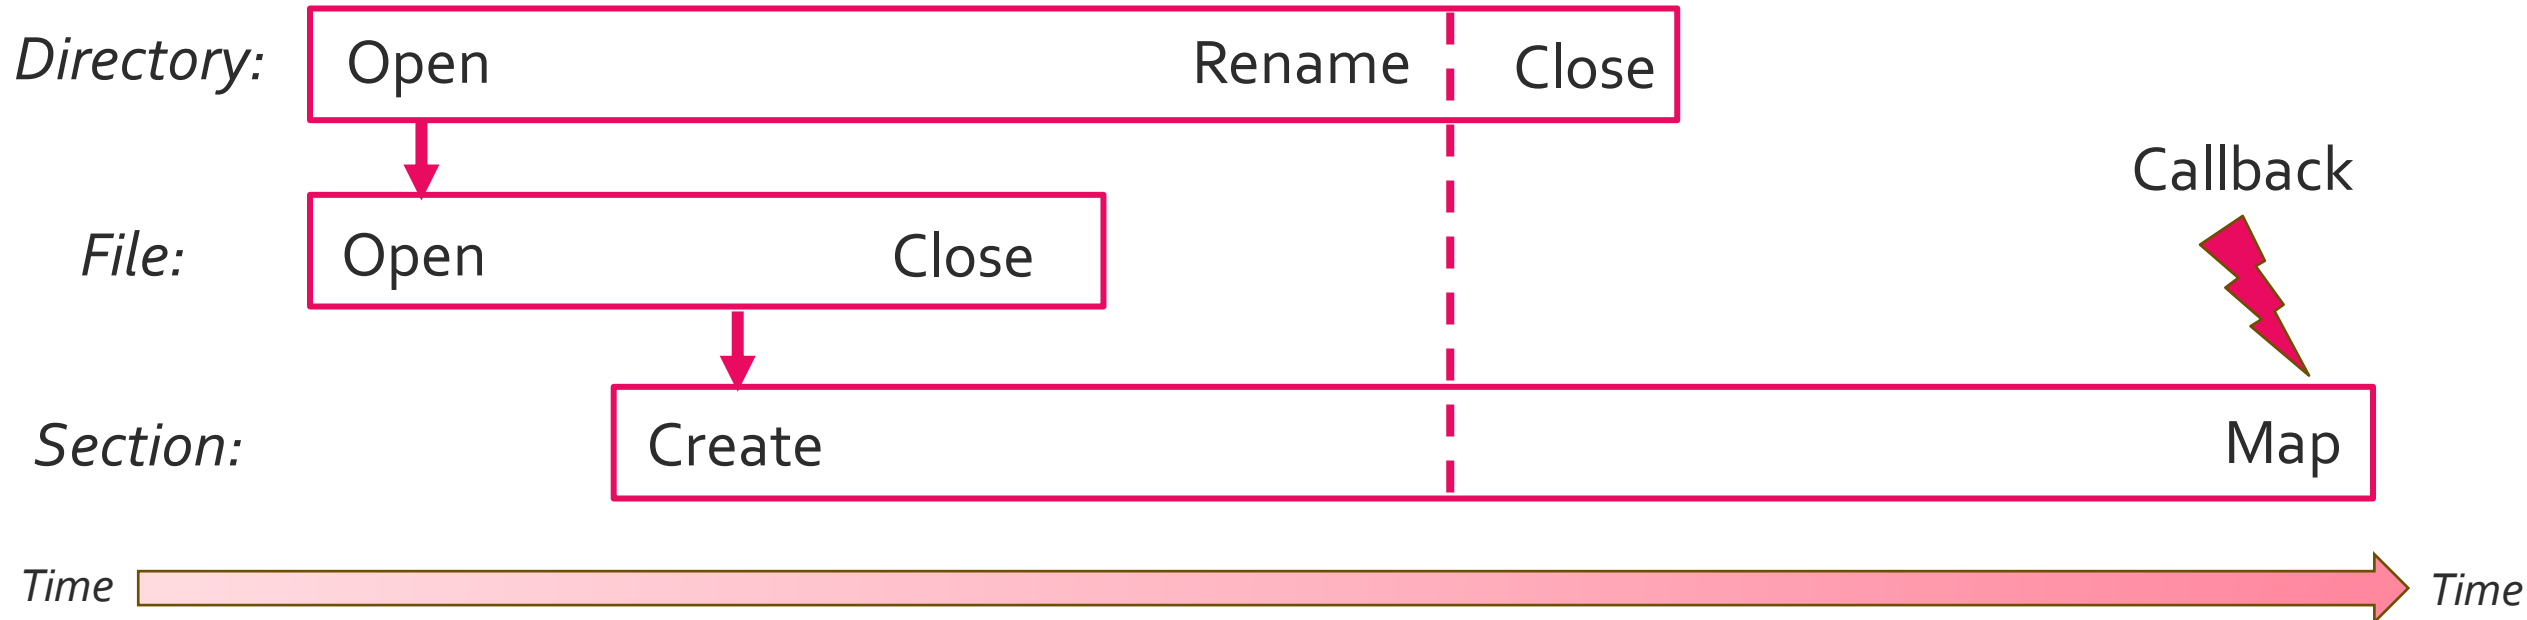 Directory: Open Rename Close
Callback
File: Open Close
Section: Create Map
Time Time